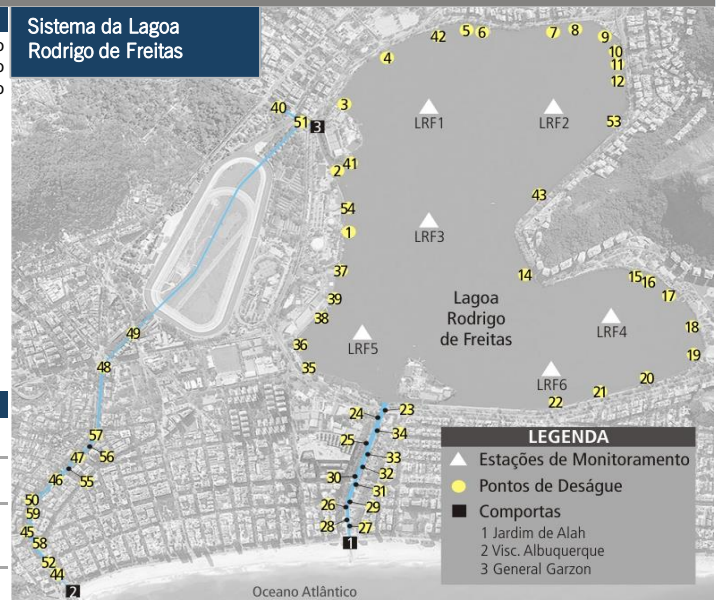 Sistema da Lagoa
Rodrigo de Freitas
o
o
o
42 5 6 7 8 9
4 10
11
12
40 3
51 3
LRF1 LRF2 53
41
2
43
54
1 LRF3
37 14 15 16
17
39 Lagoa
Rodrigo
de Freitas
38 LRF4 18
49 36 LRF5 19
48 35 LRF6 20
21
22
24 23
57 25 34
56
47 33
46 55 30 32
31
50 26 29
59
45 28 27
58 1
52
44
2
Oceano Atlântico
LEGENDA
Estações de Monitoramento
Pontos de Deságue
Comportas
1 Jardim de Alah
2 Visc. Albuquerque
3 General Garzon